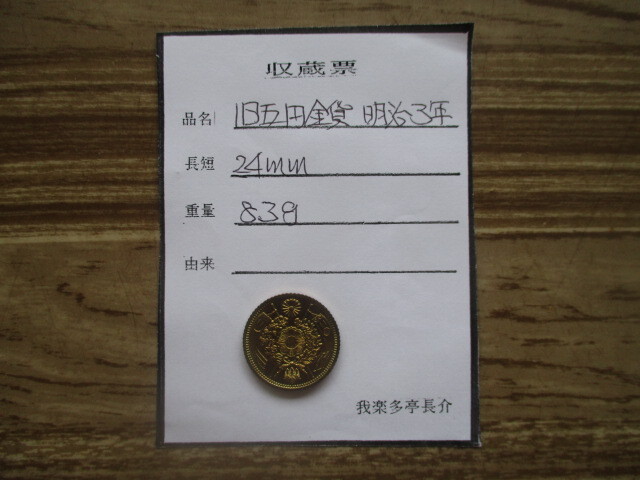 収蔵票
品名 旧五円金貨 明治3年
長短 24mm
重量 8.3g
由来
我楽多亭長介